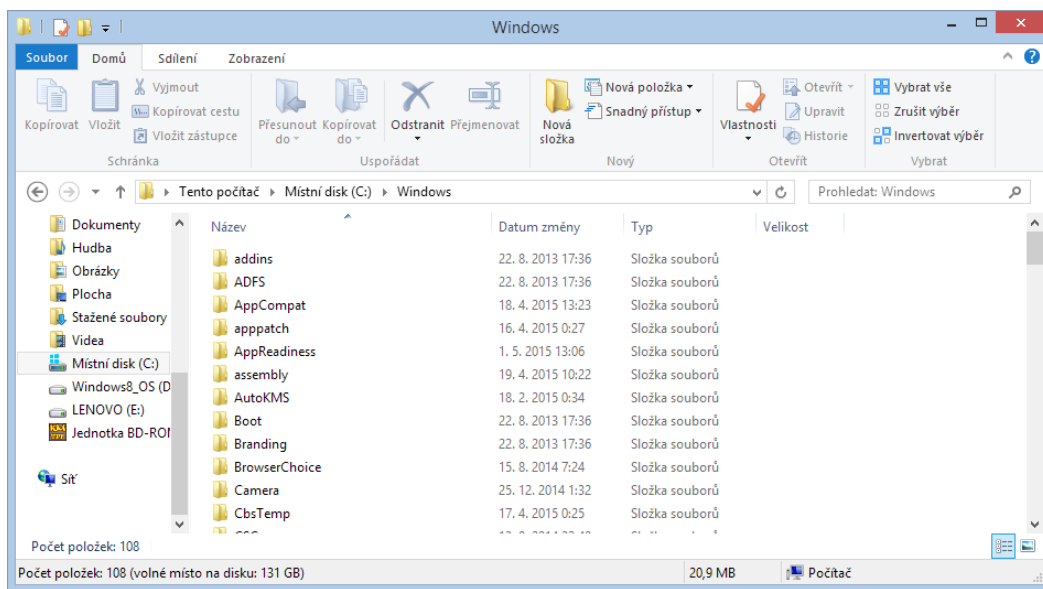 Windows
Soubor Domů Sdílení Zobrazení
Kopírovat Vložit Vyjmout Kopírovat cestu Vložit zástupce
Přesunout do Kopírovat do Odstranit Přejmenovat
Nová složka Nová položka Snadný přístup
Vlastnosti Otevřít Upravit Historie
Vybrat vše Zrušit výběr Invertovat výběr
Schránka Uspořádat Nový Otevřít Vybrat
Tento počítač Místní disk (C:) Windows Prohledat: Windows
Dokumenty
Hudba
Obrázky
Plocha
Stažené soubory
Videa
Místní disk (C:)
Windows8_OS (D
LENOVO (E:)
Jednotka BD-RO
Síť
Název Datum změny Typ Velikost
addins 22. 8. 2013 17:36 Složka souborů
ADFS 22. 8. 2013 17:36 Složka souborů
AppCompat 18. 4. 2015 13:23 Složka souborů
apppatch 16. 4. 2015 0:27 Složka souborů
AppReadiness 1. 5. 2015 13:06 Složka souborů
assembly 19. 4. 2015 10:22 Složka souborů
AutoKMS 18. 2. 2015 0:34 Složka souborů
Boot 22. 8. 2013 17:36 Složka souborů
Branding 22. 8. 2013 17:36 Složka souborů
BrowserChoice 15. 8. 2014 7:24 Složka souborů
Camera 25. 12. 2014 1:32 Složka souborů
CbsTemp 17. 4. 2015 0:25 Složka souborů
Počet položek: 108
Počet položek: 108 (volné místo na disku: 131 GB) 20,9 MB Počítač